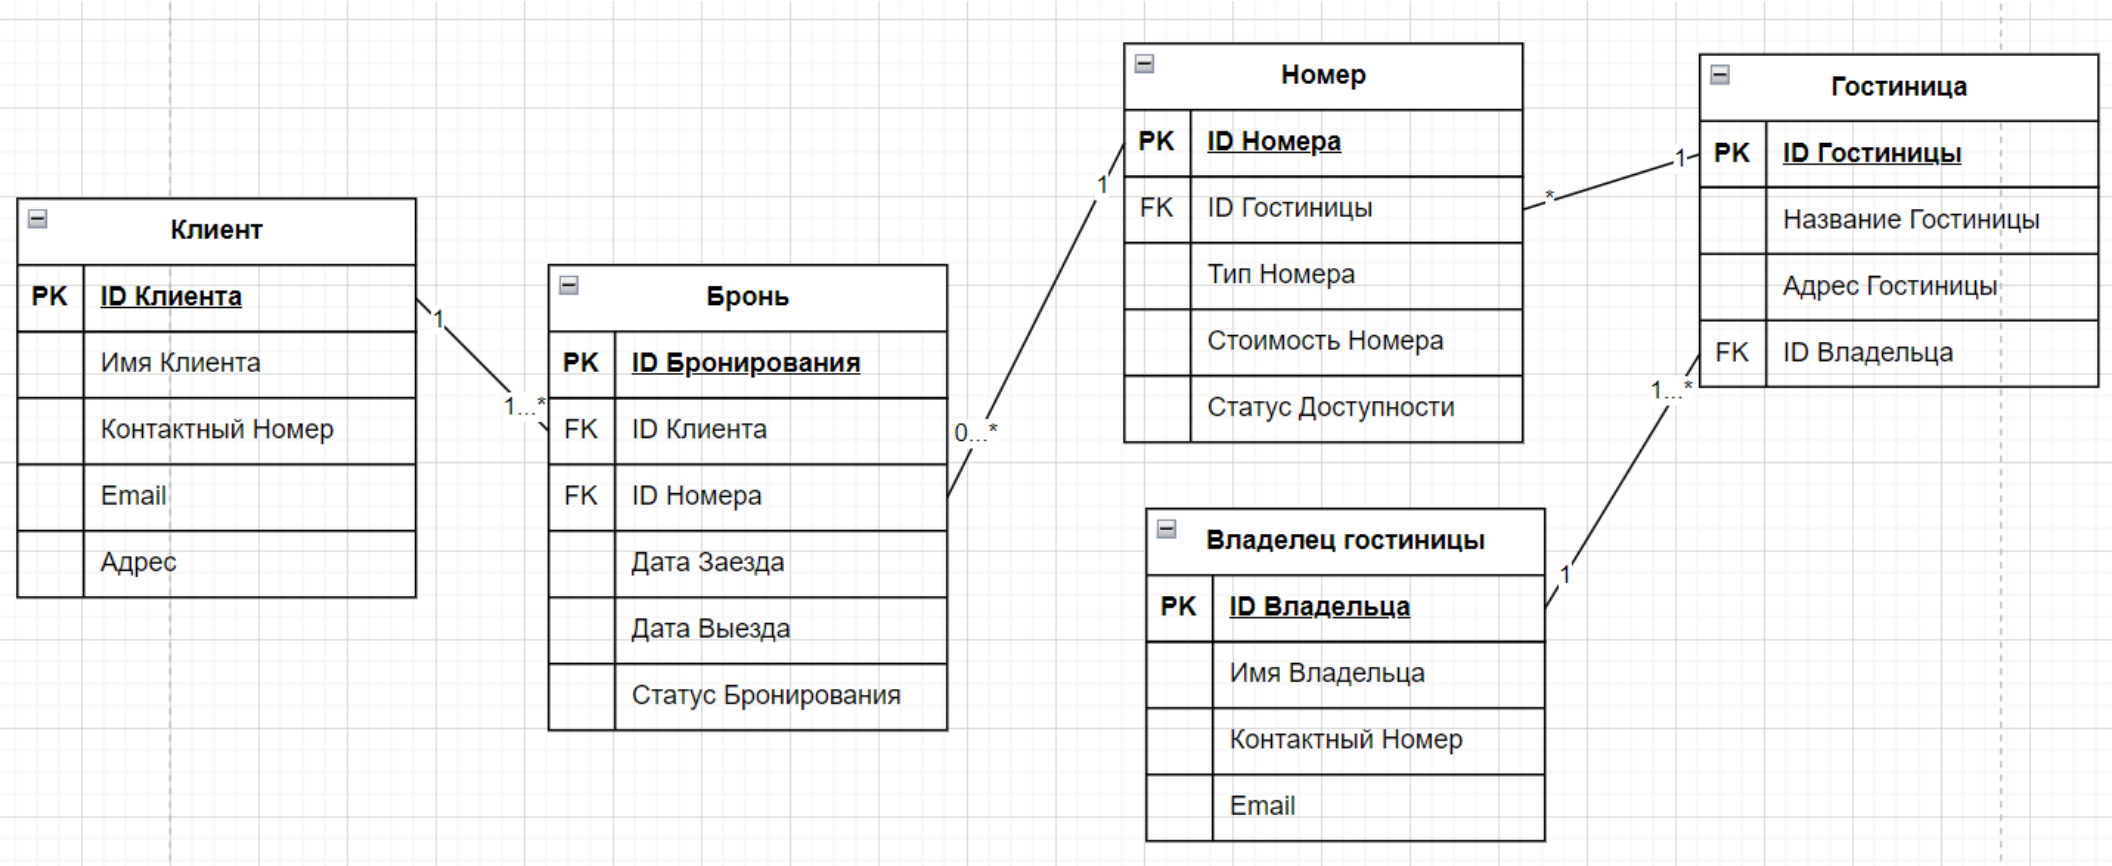 Клиент
PK ID Клиента
Имя Клиента
Контактный Номер
Email
Адрес
1
1...*
Бронь
PK ID Бронирования
FK ID Клиента
FK ID Номера
Дата Заезда
Дата Выезда
Статус Бронирования
0...*
1
Номер
PK ID Номера
FK ID Гостиницы
Тип Номера
Стоимость Номера
Статус Доступности
*
1
Гостиница
PK ID Гостиницы
Название Гостиницы
Адрес Гостиницы
FK ID Владельца
1...*
1
Владелец гостиницы
PK ID Владельца
Имя Владельца
Контактный Номер
Email